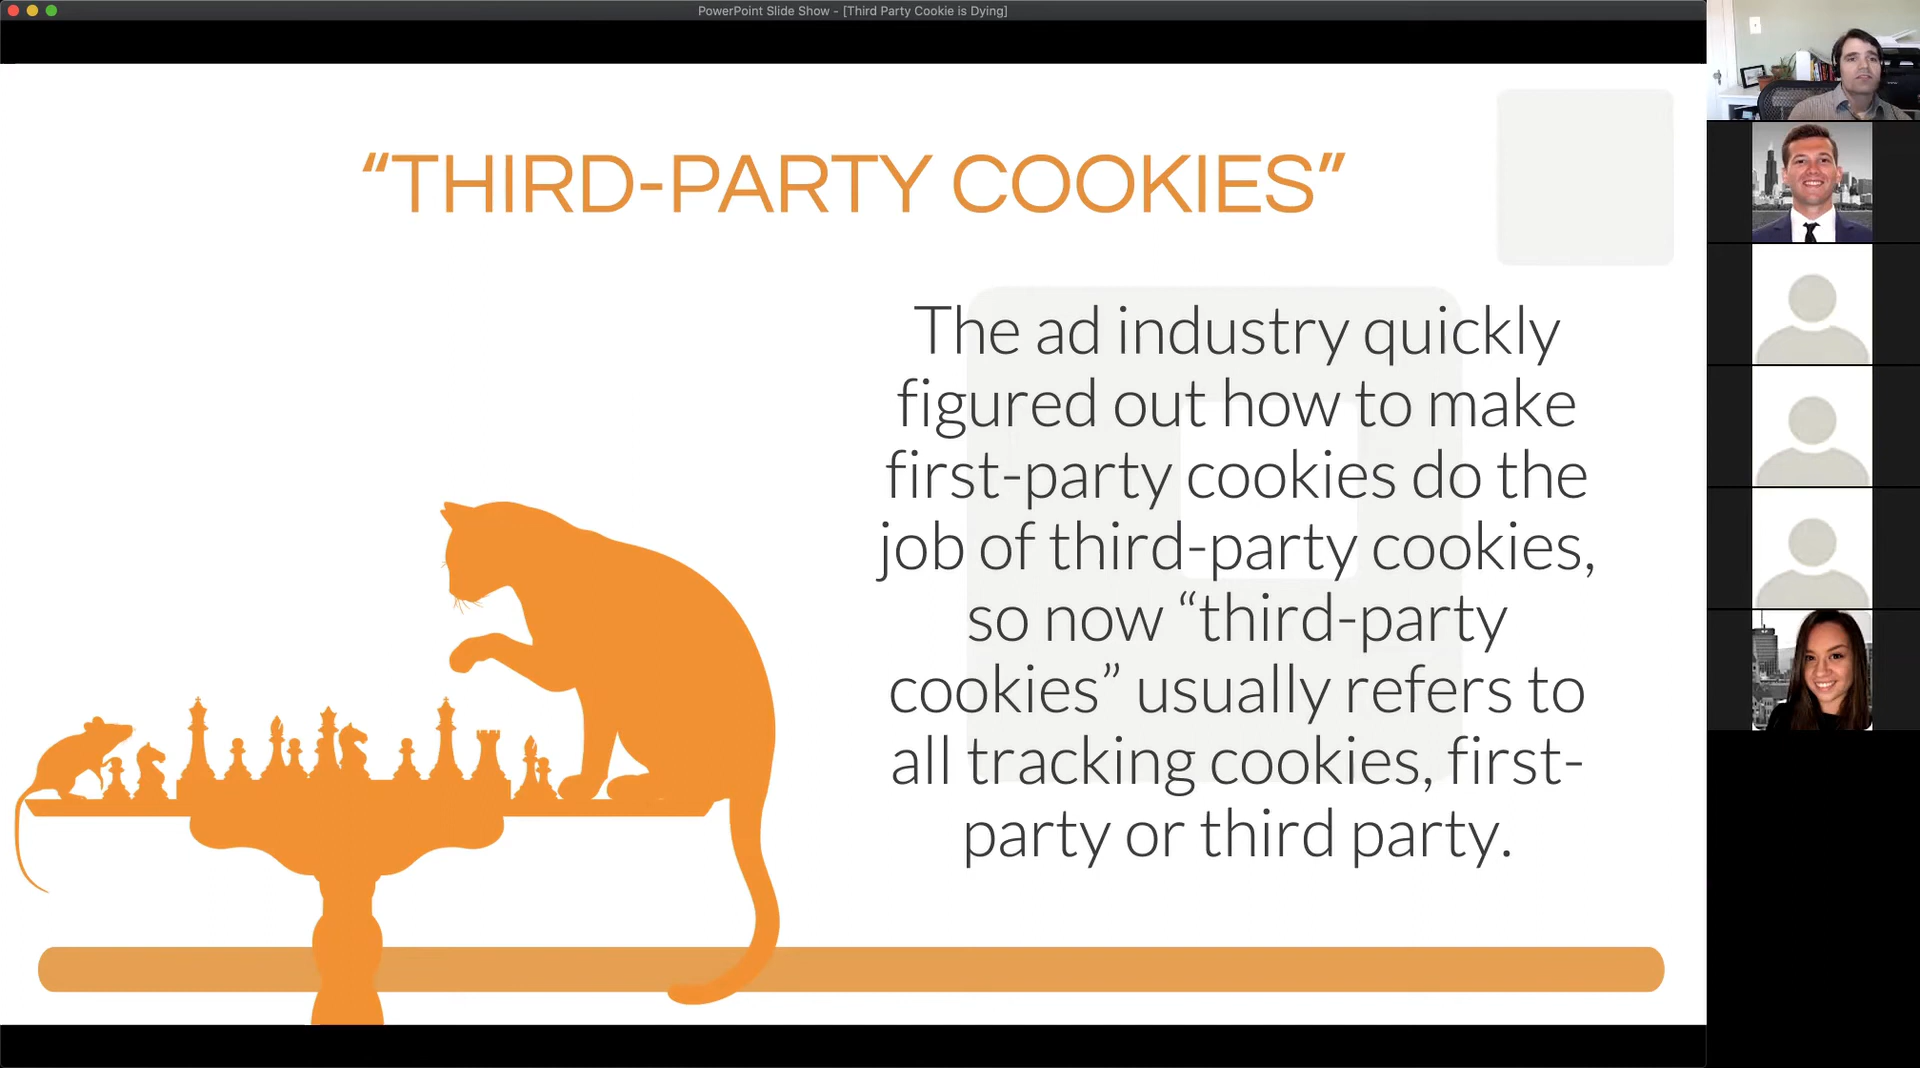 PowerPoint Slide Show - [Third Party Cookie is Dying]
“THIRD-PARTY COOKIES”
The ad industry quickly
figured out how to make
first-party cookies do the
job of third-party cookies,
so now “third-party
cookies” usually refers to
all tracking cookies, first-
party or third party.